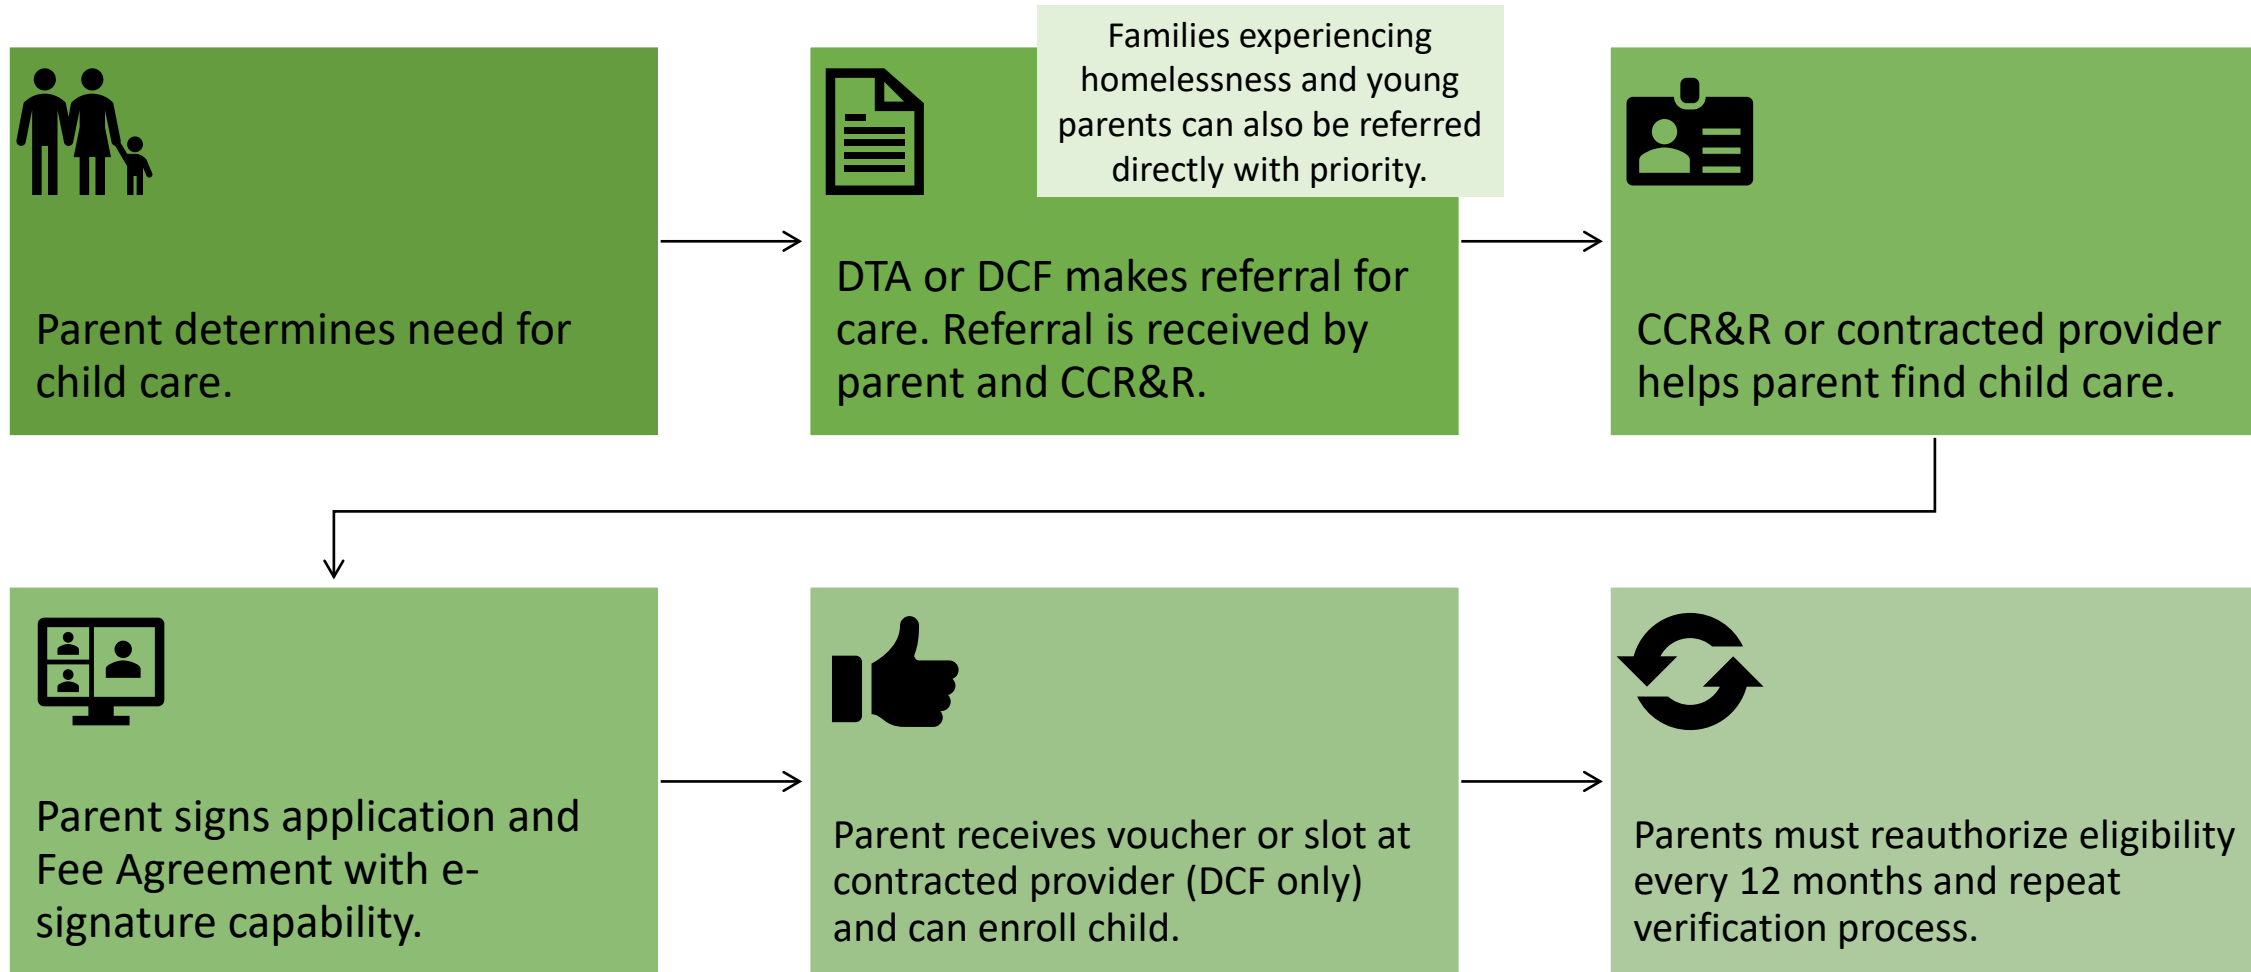 Families experiencing
homelessness and young
parents can also be referred
directly with priority.
Parent determines need for
child care.
DTA or DCF makes referral for
care. Referral is received by
parent and CCR&R.
CCR&R or contracted provider
helps parent find child care.
Parent signs application and
Fee Agreement with e-
signature capability.
Parent receives voucher or slot at
contracted provider (DCF only)
and can enroll child.
Parents must reauthorize eligibility
every 12 months and repeat
verification process.